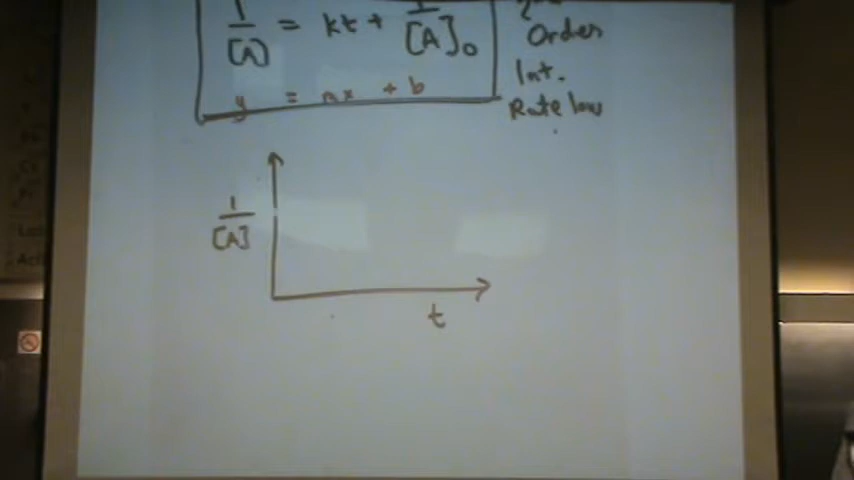 1/[A] = kt + 1/[A]₀
y = mx + b
Order
Int.
Rate law
1/[A]
t